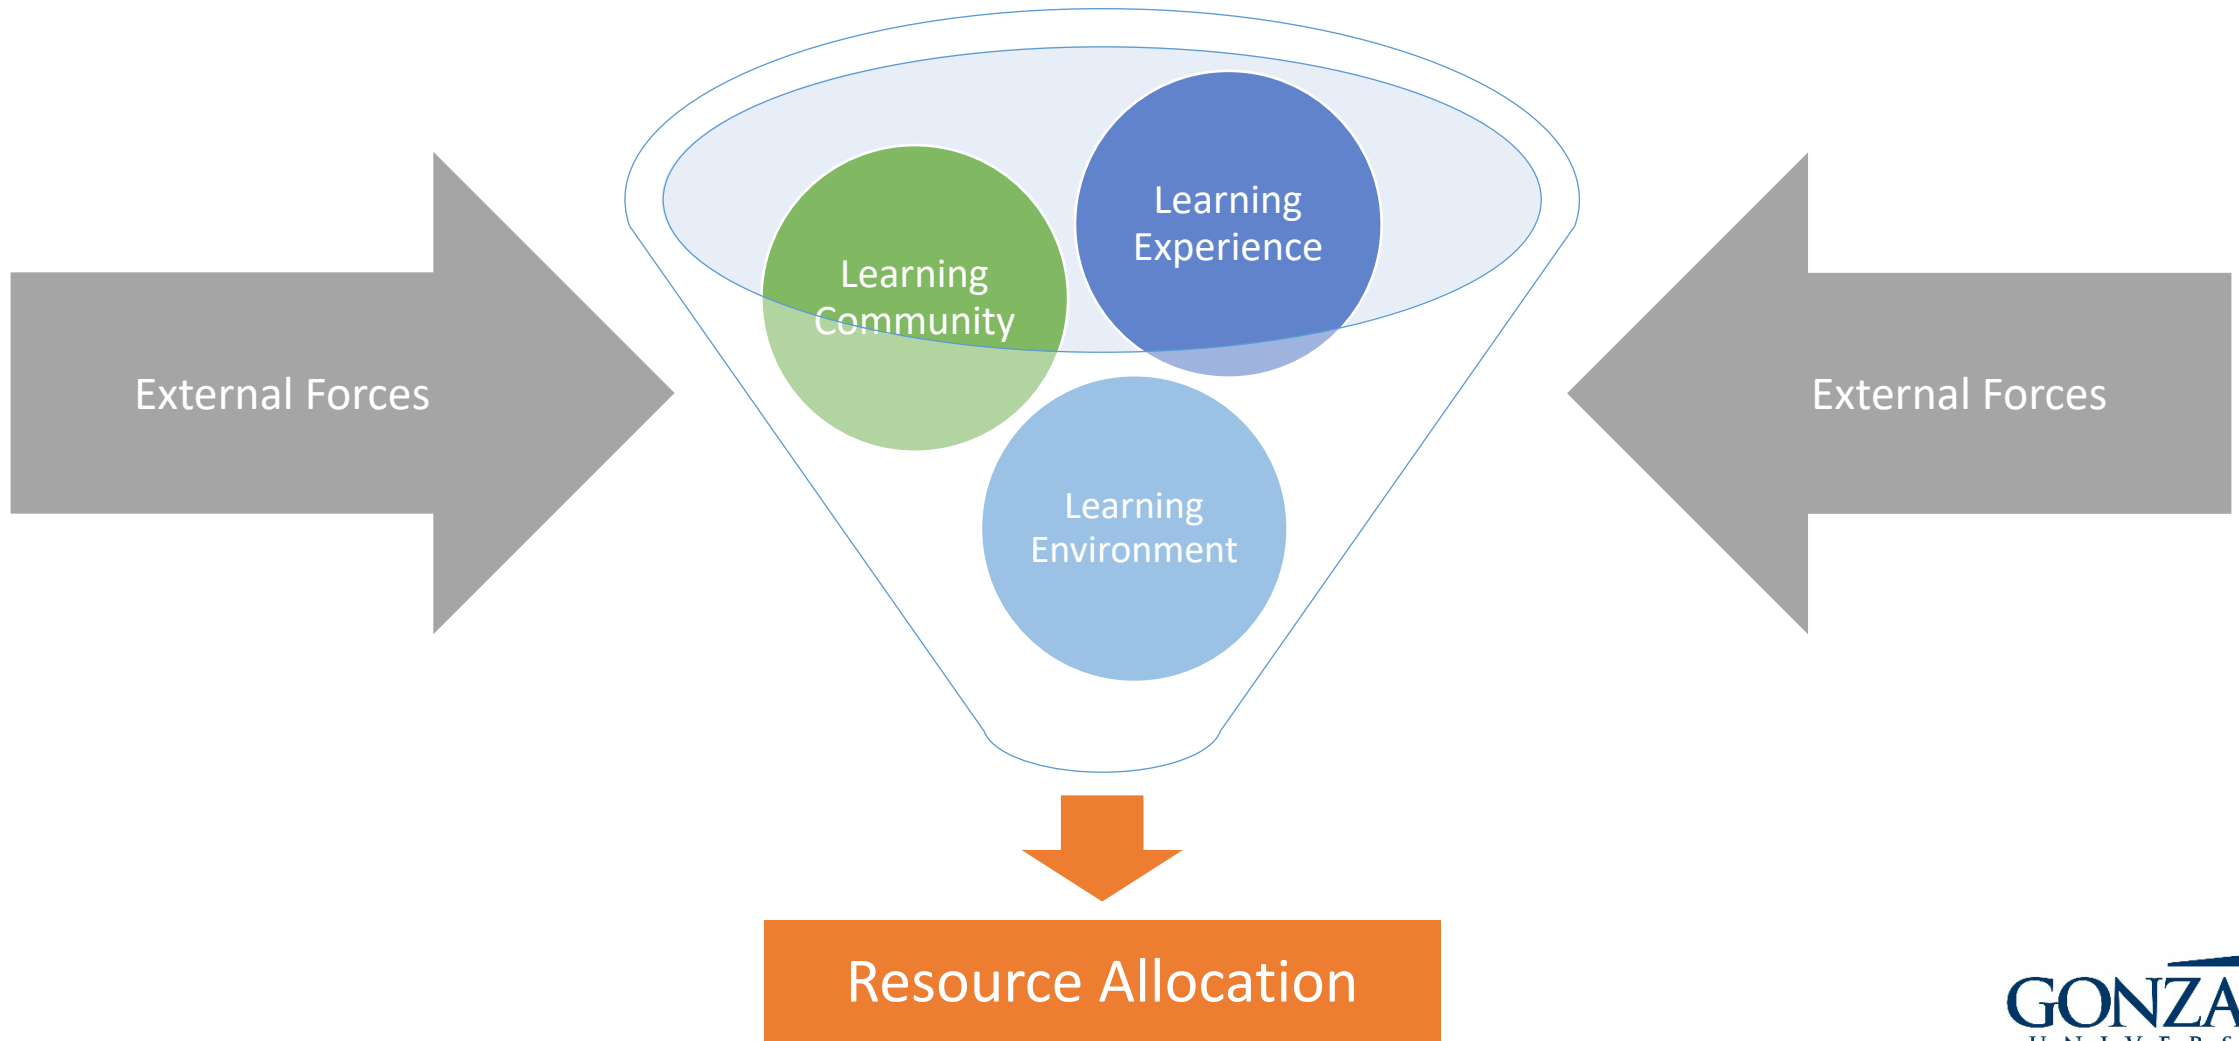 Learning
Experience
Learning
Community
External Forces
External Forces
Learning
Environment
Resource Allocation
GONZA